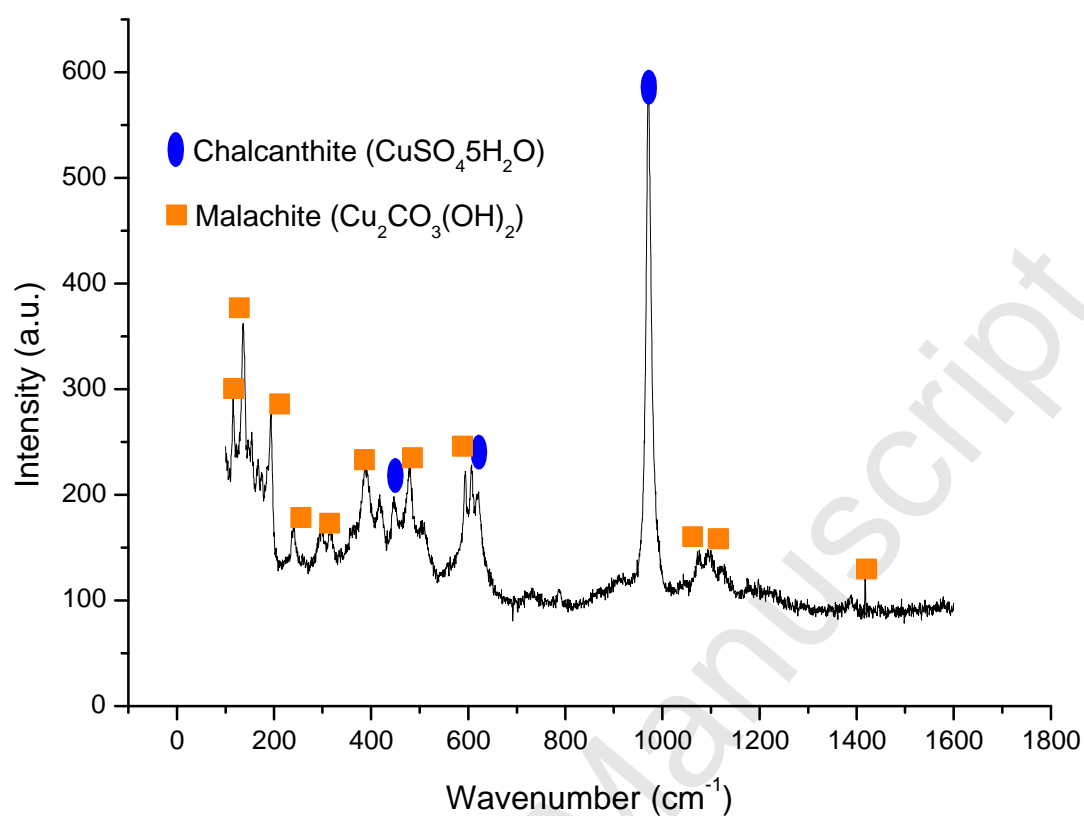 600
500
400
300
200
100
0
Intensity (a.u.)
Chalcanthite (CuSO₄5H₂O)
Malachite (Cu₂CO₃(OH)₂)
0 200 400 600 800 1000 1200 1400 1600 1800
Wavenumber (cm⁻¹)
Manuscript